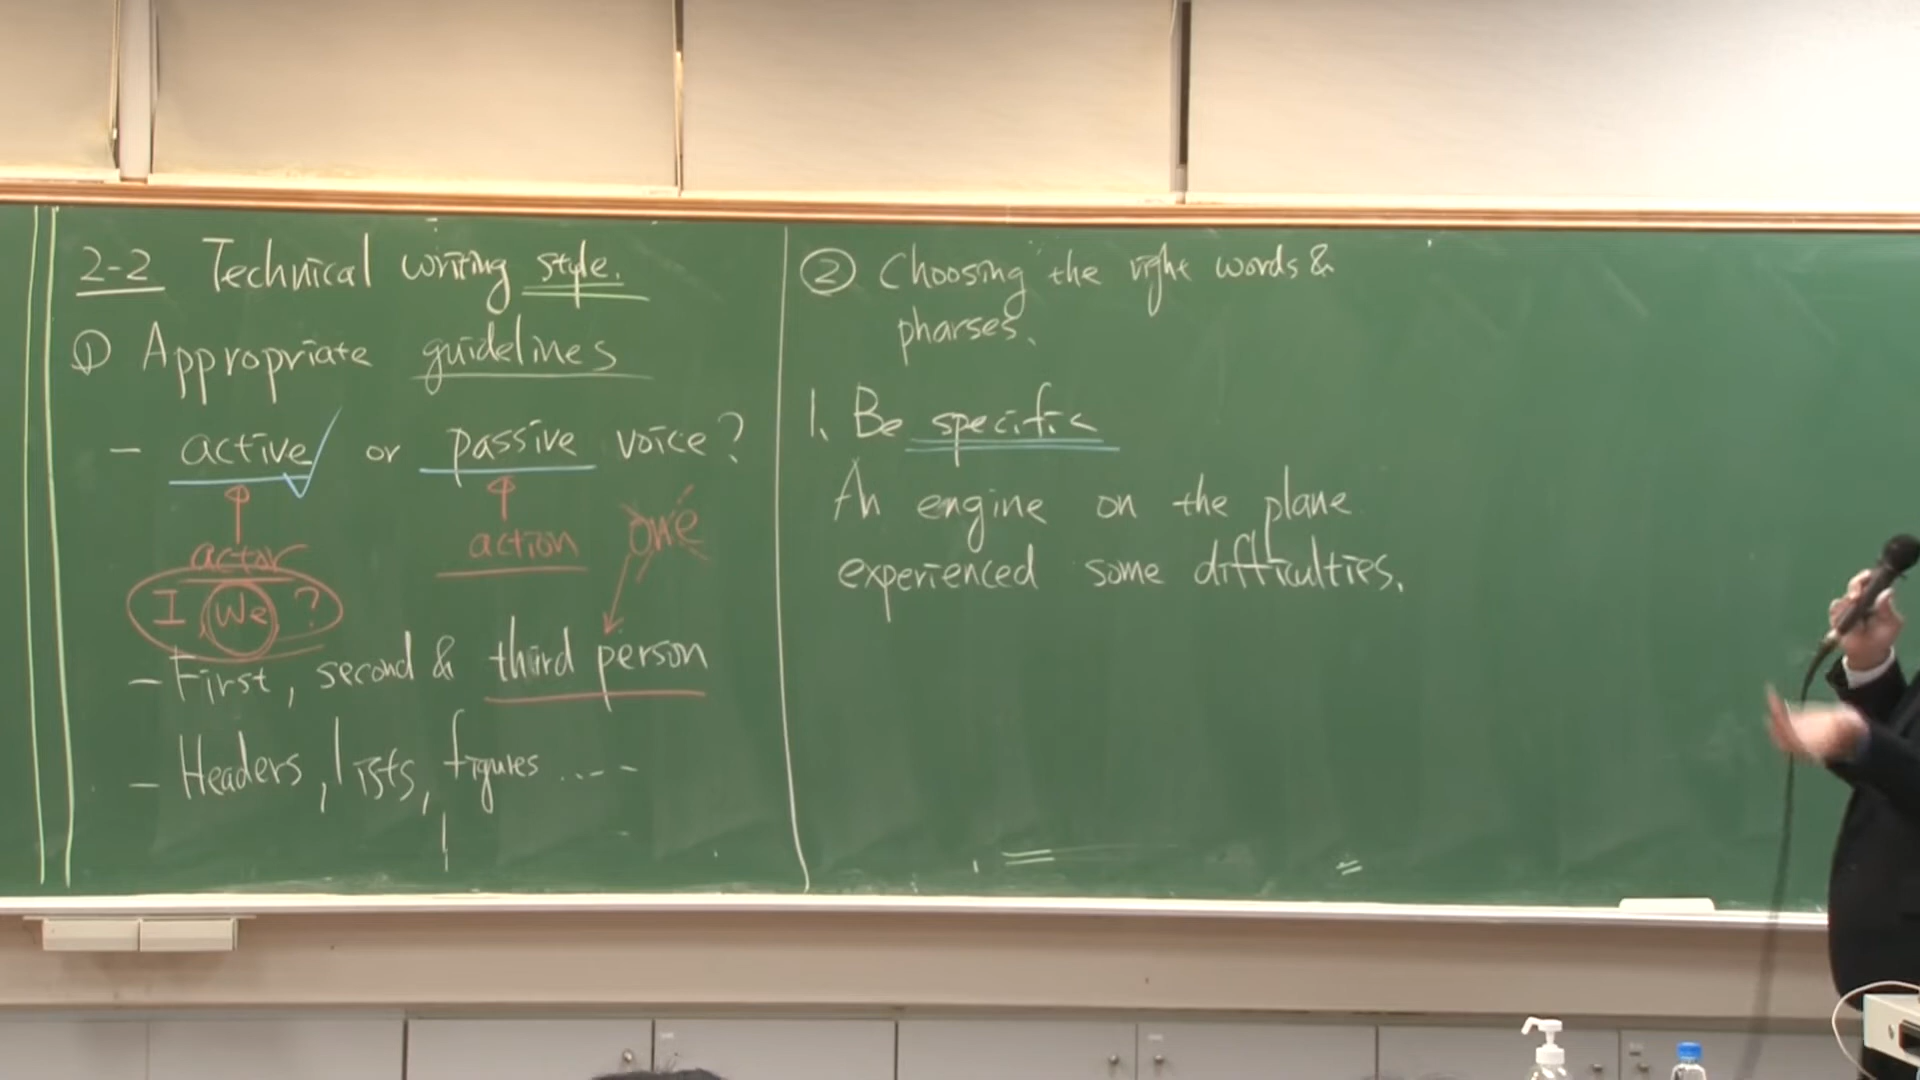 2-2 Technical writing style.
① Appropriate guidelines
- active ✓ or passive voice?
actor action one
I, We ?
- First, second & third person
- Headers, lists, figures .....
② Choosing the right words &
pharses.
1. Be specific
An engine on the plane
experienced some difficulties.